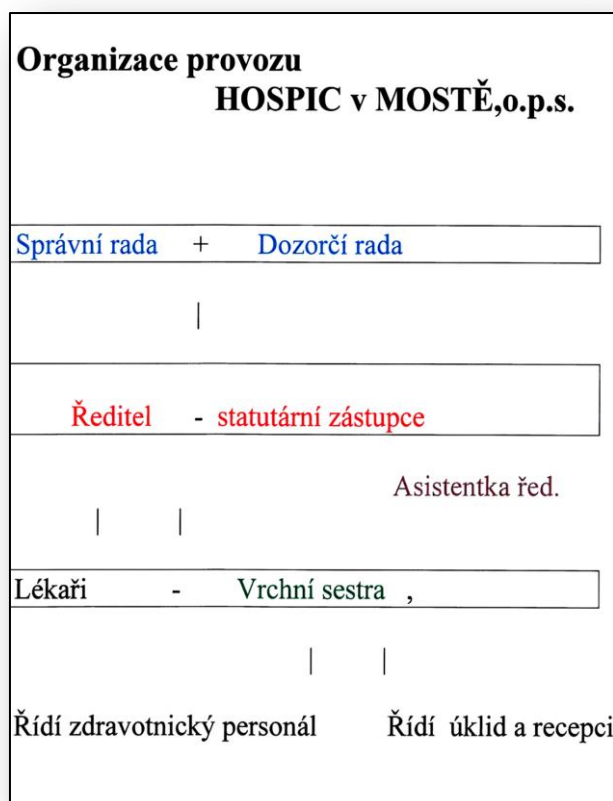 Organizace provozu
HOSPIC v MOSTĚ,o.p.s.
Správní rada + Dozorčí rada
|
Ředitel - statutární zástupce
Asistentka řed.
| |
Lékaři - Vrchní sestra ,
| |
Řídí zdravotnický personál Řídí úklid a recepci